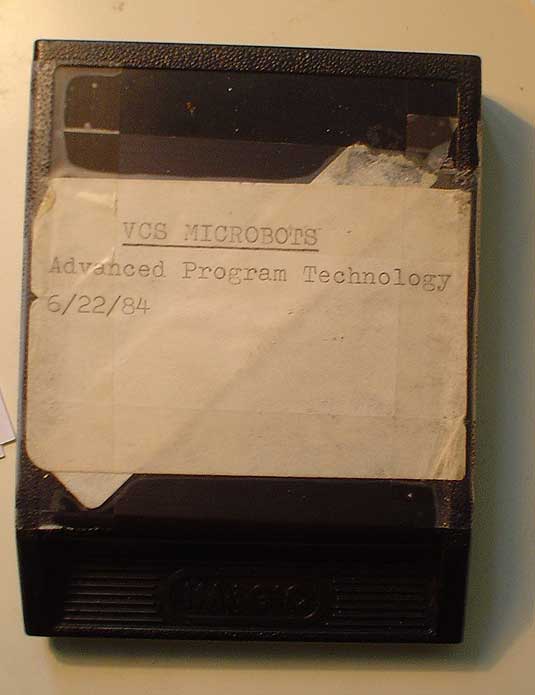 VCS MICROBOTS
Advanced Program Technology
6/22/84